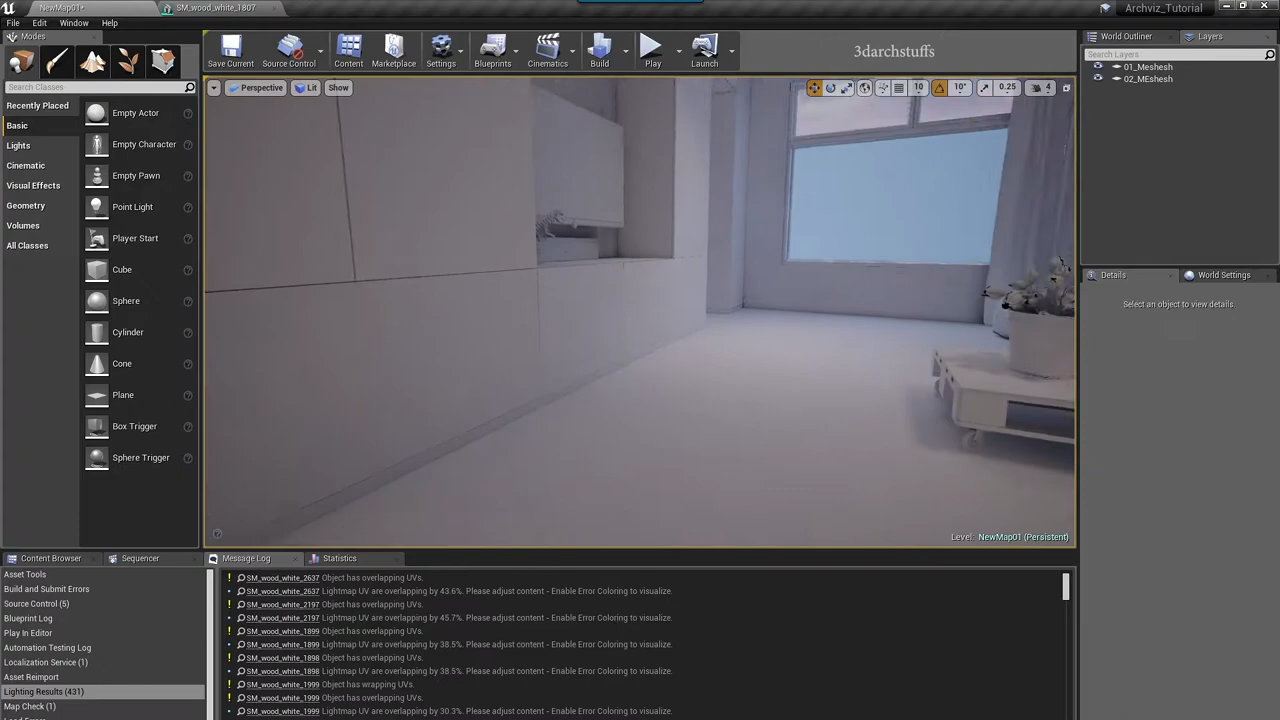 NewMap01*
SM_wood_white_1807
Archviz_Tutorial
File
Edit
Window
Help
Modes
Search Classes
Recently Placed
Basic
Lights
Cinematic
Visual Effects
Geometry
Volumes
All Classes
Empty Actor
Empty Character
Empty Pawn
Point Light
Player Start
Cube
Sphere
Cylinder
Cone
Plane
Box Trigger
Sphere Trigger
Save Current
Source Control
Content
Marketplace
Settings
Blueprints
Cinematics
Build
Play
Launch
3darchstuffs
Perspective
Lit
Show
10
10°
0.25
4
Level: NewMap01 (Persistent)
World Outliner
Layers
Search Layers
01_Meshesh
02_MEshesh
Details
World Settings
Select an object to view details.
Content Browser
Sequencer
Asset Tools
Build and Submit Errors
Source Control (5)
Blueprint Log
Play In Editor
Automation Testing Log
Localization Service (1)
Asset Reimport
Lighting Results (431)
Map Check (1)
Load Errors
Message Log
Statistics
SM_wood_white_2637 Object has overlapping UVs.
SM_wood_white_2637 Lightmap UV are overlapping by 43.6%. Please adjust content - Enable Error Coloring to visualize.
SM_wood_white_2197 Object has overlapping UVs.
SM_wood_white_2197 Lightmap UV are overlapping by 45.7%. Please adjust content - Enable Error Coloring to visualize.
SM_wood_white_1899 Object has overlapping UVs.
SM_wood_white_1899 Lightmap UV are overlapping by 38.5%. Please adjust content - Enable Error Coloring to visualize.
SM_wood_white_1898 Object has overlapping UVs.
SM_wood_white_1898 Lightmap UV are overlapping by 38.5%. Please adjust content - Enable Error Coloring to visualize.
SM_wood_white_1999 Object has wrapping UVs.
SM_wood_white_1999 Object has overlapping UVs.
SM_wood_white_1999 Lightmap UV are overlapping by 30.3%. Please adjust content - Enable Error Coloring to visualize.